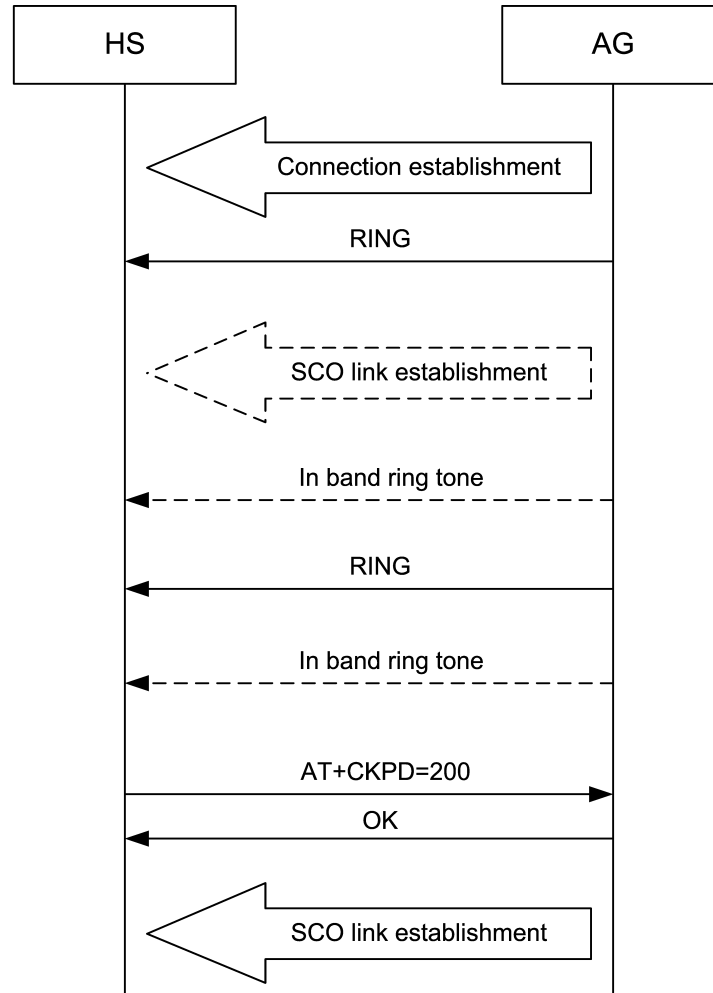 HS
AG
Connection establishment
RING
SCO link establishment
In band ring tone
RING
In band ring tone
AT+CKPD=200
OK
SCO link establishment